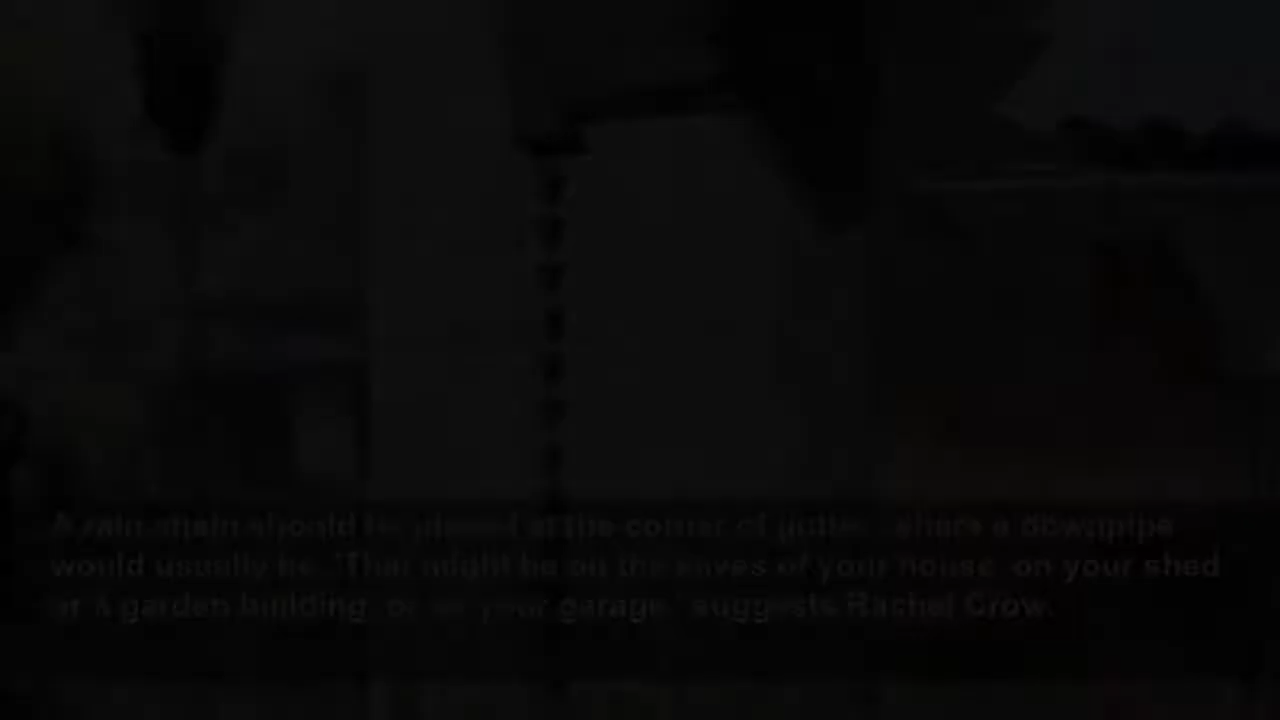 A rain chain should be placed at the corner of gutter, where a downpipe
would usually be. 'That might be on the eaves of your house, on your shed
or a garden building, or on your garage,' suggests Rachel Crow.